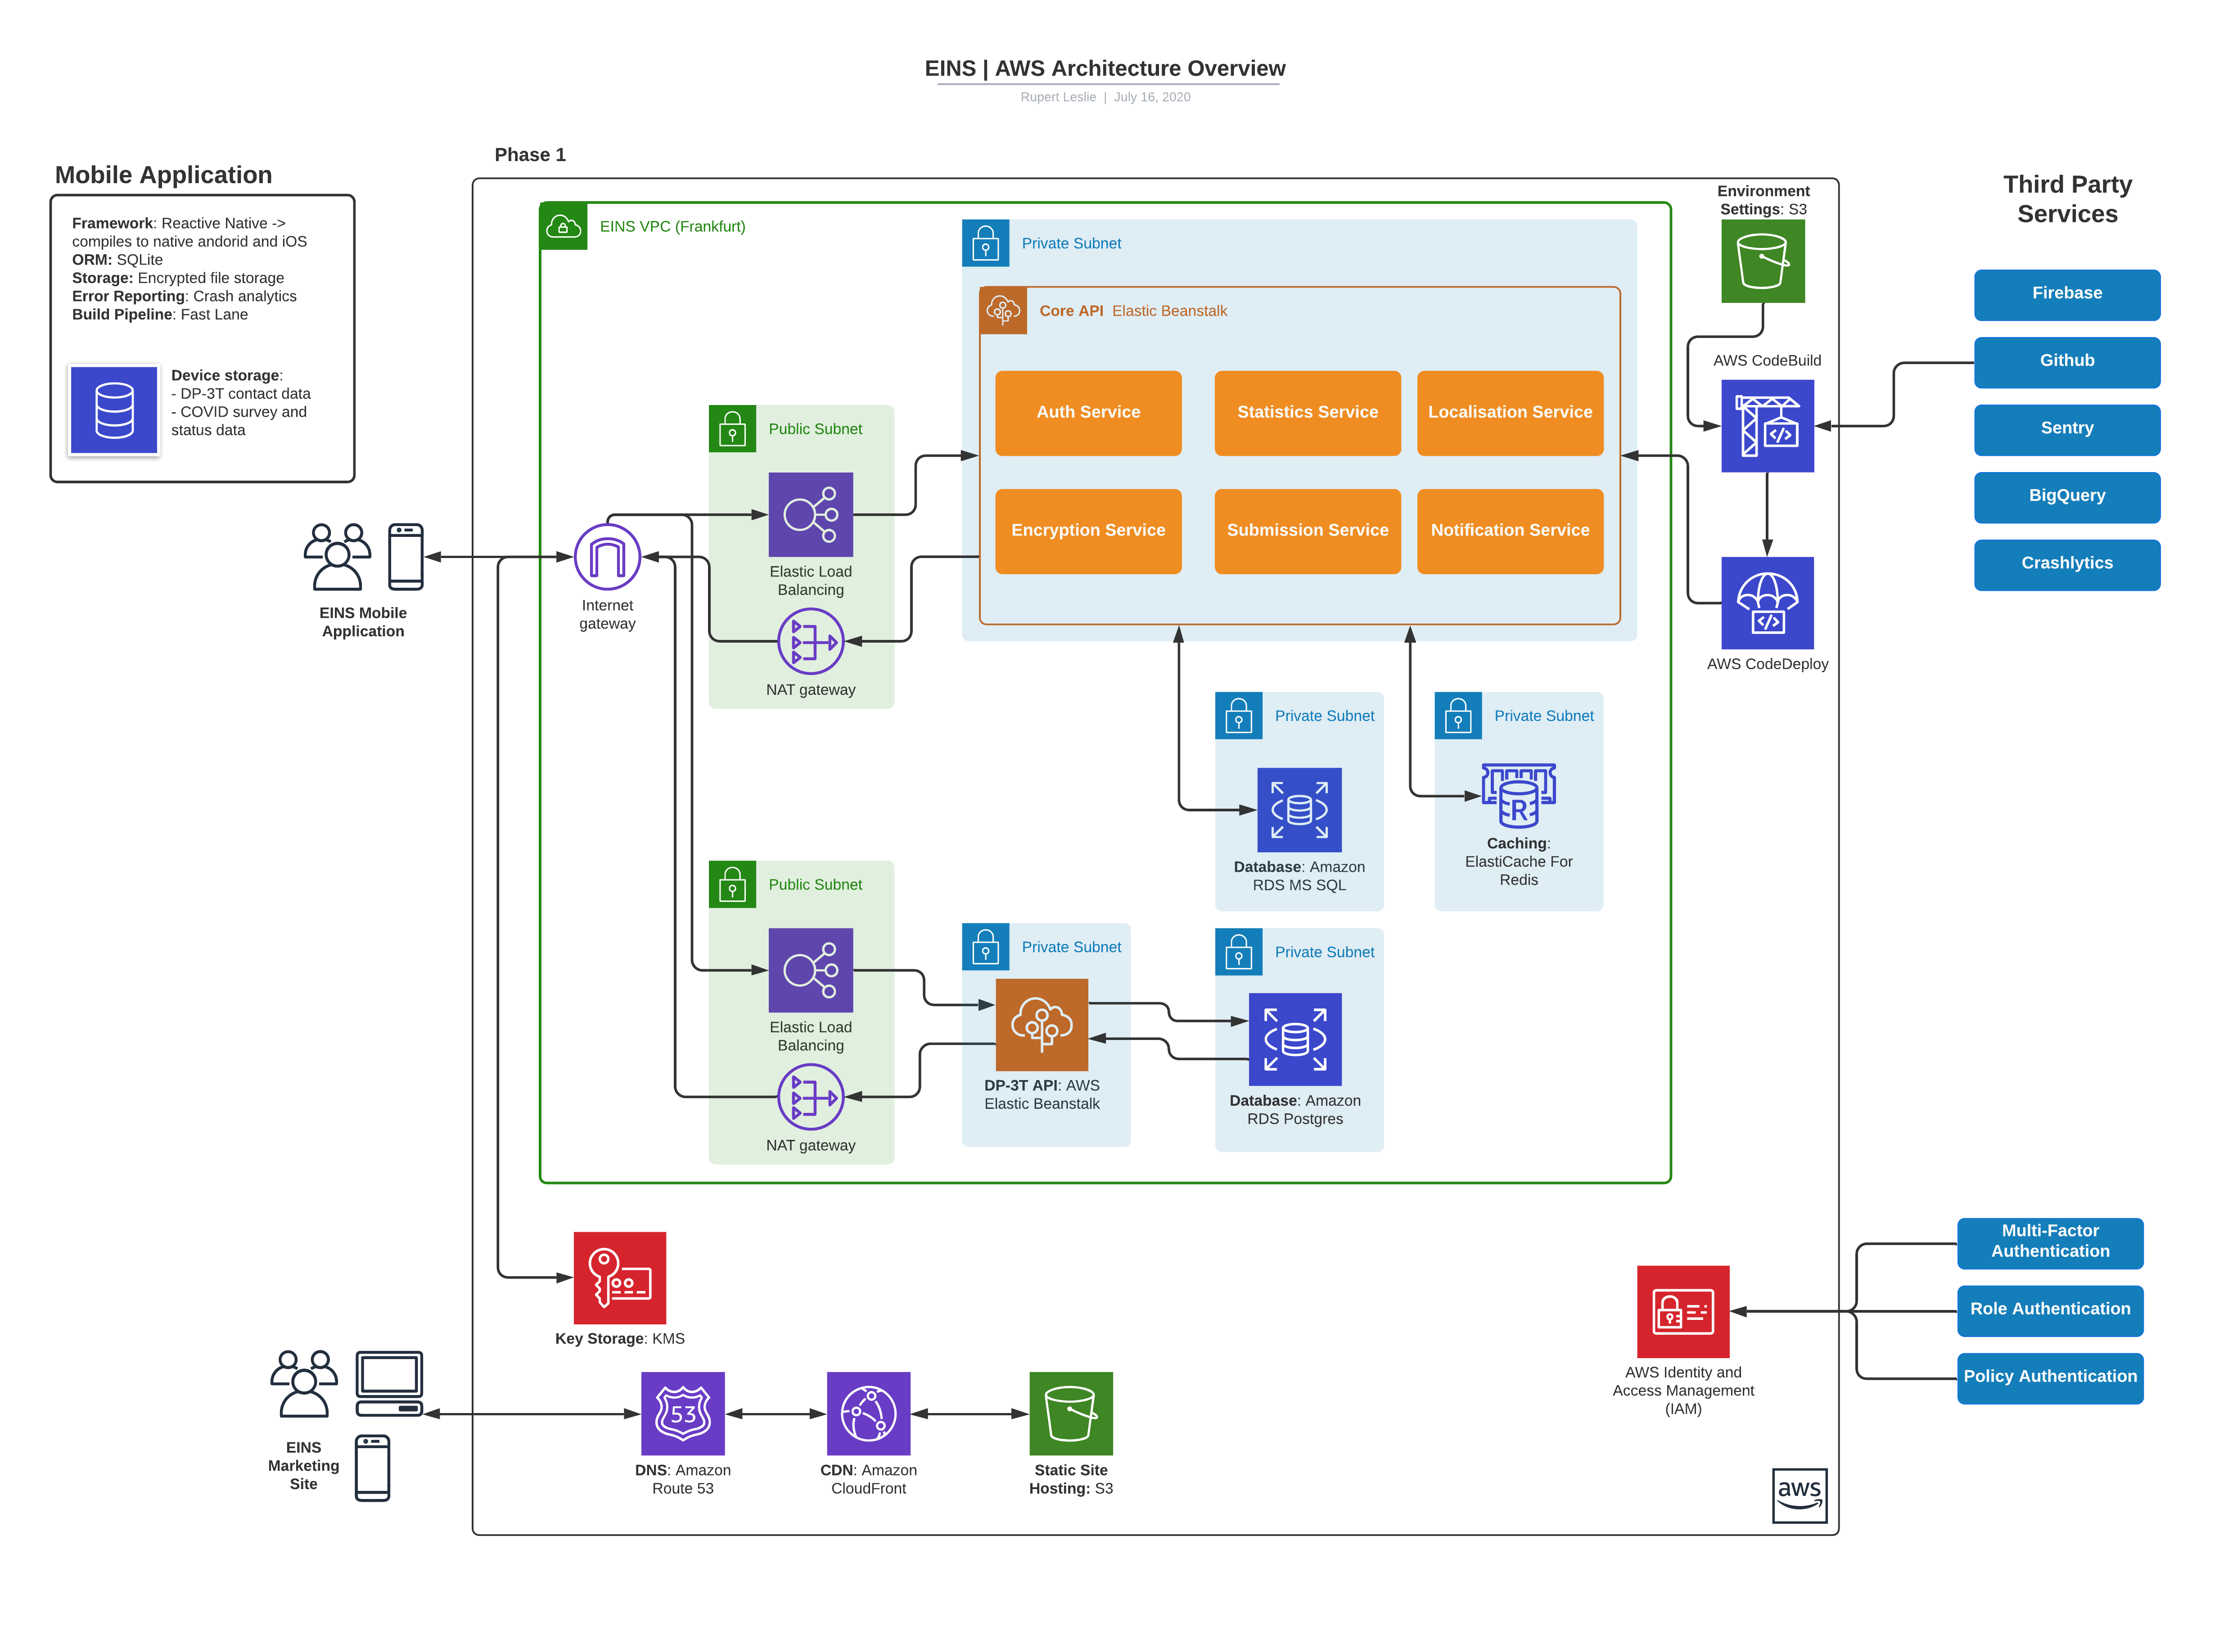 EINS | AWS Architecture Overview
Rupert Leslie | July 16, 2020
Mobile Application
Framework: Reactive Native ->
compiles to native andorid and iOS
ORM: SQLite
Storage: Encrypted file storage
Error Reporting: Crash analytics
Build Pipeline: Fast Lane
Device storage:
- DP-3T contact data
- COVID survey and
status data
EINS Mobile
Application
Phase 1
EINS VPC (Frankfurt)
Internet
gateway
Public Subnet
Elastic Load
Balancing
NAT gateway
Private Subnet
Core API Elastic Beanstalk
Auth Service
Statistics Service
Localisation Service
Encryption Service
Submission Service
Notification Service
Private Subnet
Database: Amazon
RDS MS SQL
Private Subnet
R
Caching:
ElastiCache For
Redis
Public Subnet
Elastic Load
Balancing
NAT gateway
Private Subnet
DP-3T API: AWS
Elastic Beanstalk
Private Subnet
Database: Amazon
RDS Postgres
Environment
Settings: S3
AWS CodeBuild
</>
</>
AWS CodeDeploy
Third Party
Services
Firebase
Github
Sentry
BigQuery
Crashlytics
Key Storage: KMS
EINS
Marketing
Site
53
DNS: Amazon
Route 53
CDN: Amazon
CloudFront
Static Site
Hosting: S3
AWS Identity and
Access Management
(IAM)
Multi-Factor
Authentication
Role Authentication
Policy Authentication
aws